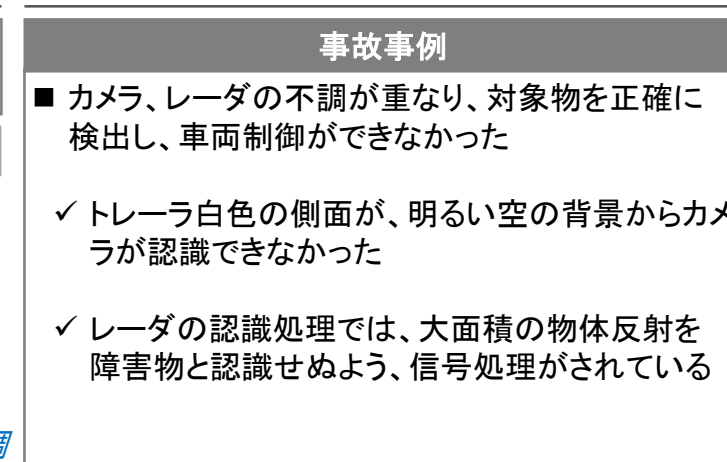 事故事例
■ カメラ、レーダの不調が重なり、対象物を正確に
検出し、車両制御ができなかった
✓ トレーラ白色の側面が、明るい空の背景からカメ
ラが認識できなかった
✓ レーダの認識処理では、大面積の物体反射を
障害物と認識せぬよう、信号処理がされている
調